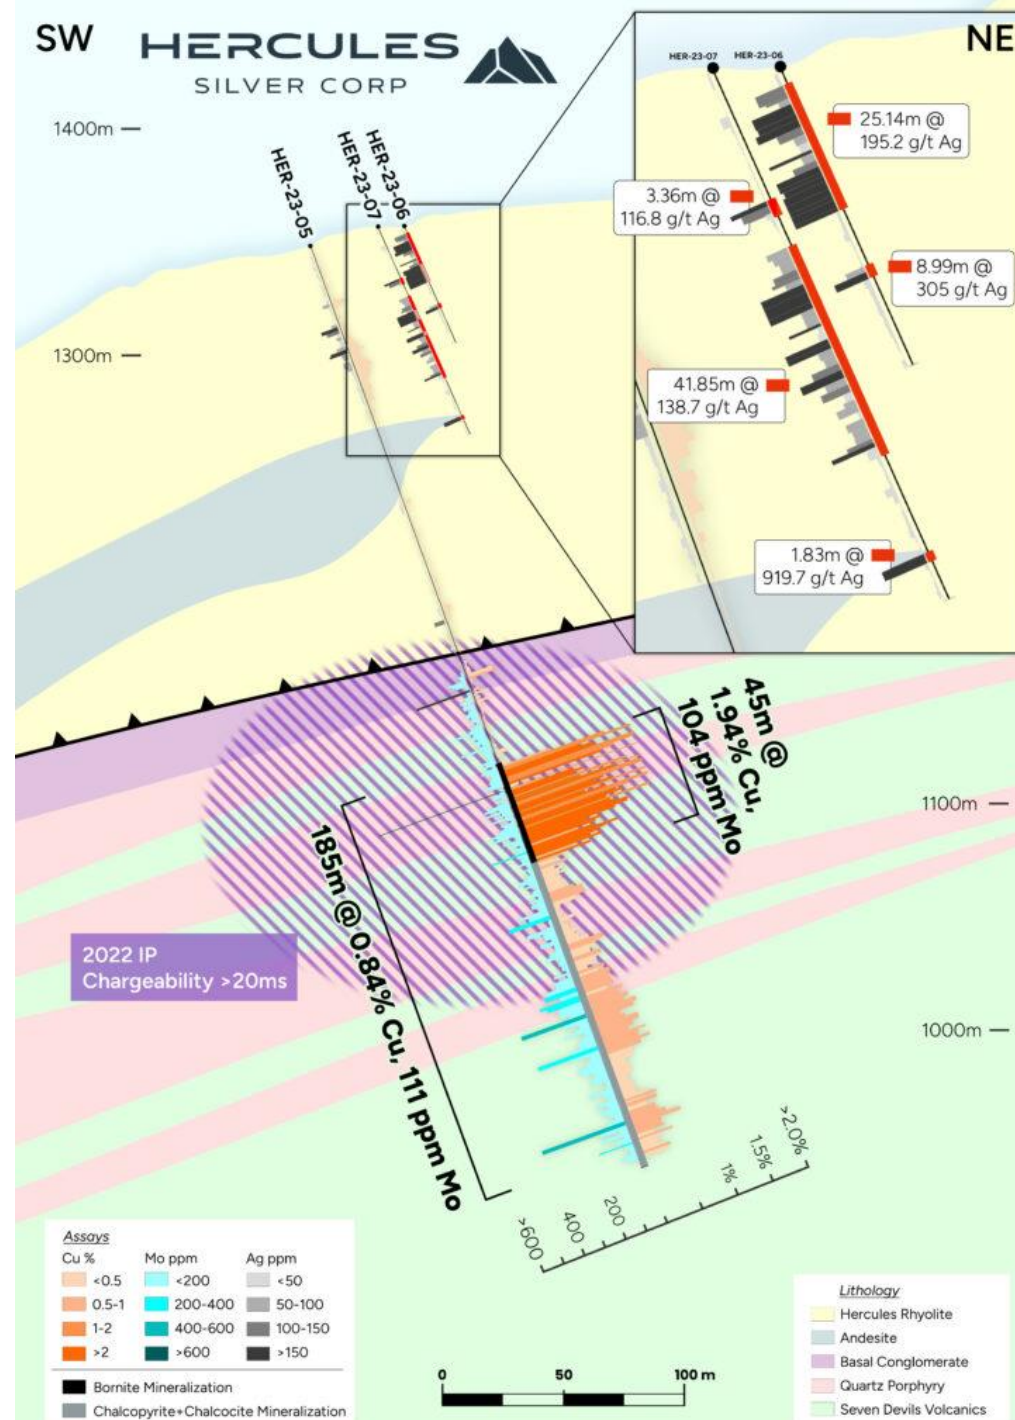 SW
HERCULES
SILVER CORP
NE
HER-23-07
HER-23-06
25.14m @
195.2 g/t Ag
3.36m @
116.8 g/t Ag
8.99m @
305 g/t Ag
41.85m @
138.7 g/t Ag
1.83m @
919.7 g/t Ag
1400m
1300m
1100m
1000m
HER-23-05
HER-23-07
HER-23-06
45m @
1.94% Cu,
104 ppm Mo
185m @ 0.84% Cu, 111 ppm Mo
2022 IP
Chargeability >20ms
>600
400
200
1%
1.5%
>2.0%
Assays
Cu %
Mo ppm
Ag ppm
<0.5
<200
<50
0.5-1
200-400
50-100
1-2
400-600
100-150
>2
>600
>150
Bornite Mineralization
Chalcopyrite+Chalcocite Mineralization
0
50
100 m
Lithology
Hercules Rhyolite
Andesite
Basal Conglomerate
Quartz Porphyry
Seven Devils Volcanics